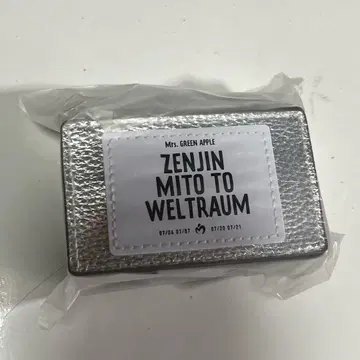 Mrs. GREEN APPLE
ZENJIN
MITO TO
WELTRAUM
07/06 07/07 07/20 07/21